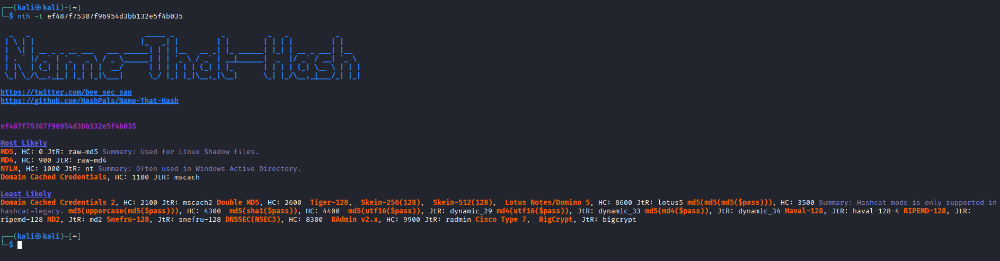 ┌──(kali㉿kali)-[~]
└─$ nth -t ef487f75307f96954d3bb132e5f4b035
Name-That-Hash
https://twitter.com/bee_sec_san
https://github.com/HashPals/Name-That-Hash
ef487f75307f96954d3bb132e5f4b035
Most Likely
MD5, HC: 0 JtR: raw-md5 Summary: Used for Linux Shadow files.
MD4, HC: 900 JtR: raw-md4
NTLM, HC: 1000 JtR: nt Summary: Often used in Windows Active Directory.
Domain Cached Credentials, HC: 1100 JtR: mscach
Least Likely
Domain Cached Credentials 2, HC: 2100 JtR: mscach2 Double MD5, HC: 2600  Tiger-128,  Skein-256(128),  Skein-512(128),  Lotus Notes/Domino 5, HC: 8600 JtR: lotus5 md5(md5(md5($pass))), HC: 3500 Summary: Hashcat mode is only supported in
hashcat-legacy. md5(uppercase(md5($pass))), HC: 4300  md5(sha1($pass)), HC: 4400  md5(utf16($pass)), JtR: dynamic_29 md4(utf16($pass)), JtR: dynamic_33 md5(md4($pass)), JtR: dynamic_34 Haval-128, JtR: haval-128-4 RIPEMD-128, JtR:
ripemd-128 MD2, JtR: md2 Snefru-128, JtR: snefru-128 DNSSEC(NSEC3), HC: 8300  RAdmin v2.x, HC: 9900 JtR: radmin Cisco Type 7,  BigCrypt, JtR: bigcrypt
┌──(kali㉿kali)-[~]
└─$